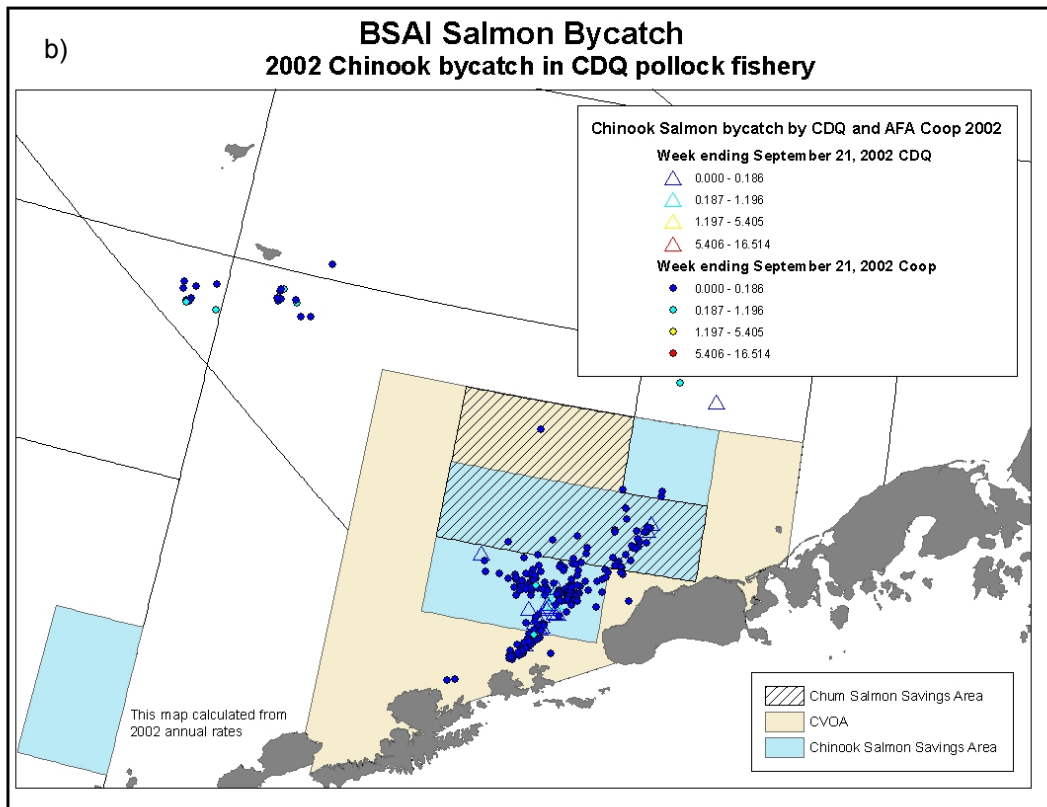 b)
BSAI Salmon Bycatch
2002 Chinook bycatch in CDQ pollock fishery
Chinook Salmon bycatch by CDQ and AFA Coop 2002
Week ending September 21, 2002 CDQ
0.000 - 0.186
0.187 - 1.196
1.197 - 5.405
5.406 - 16.514
Week ending September 21, 2002 Coop
0.000 - 0.186
0.187 - 1.196
1.197 - 5.405
5.406 - 16.514
This map calculated from
2002 annual rates
Chum Salmon Savings Area
CVOA
Chinook Salmon Savings Area